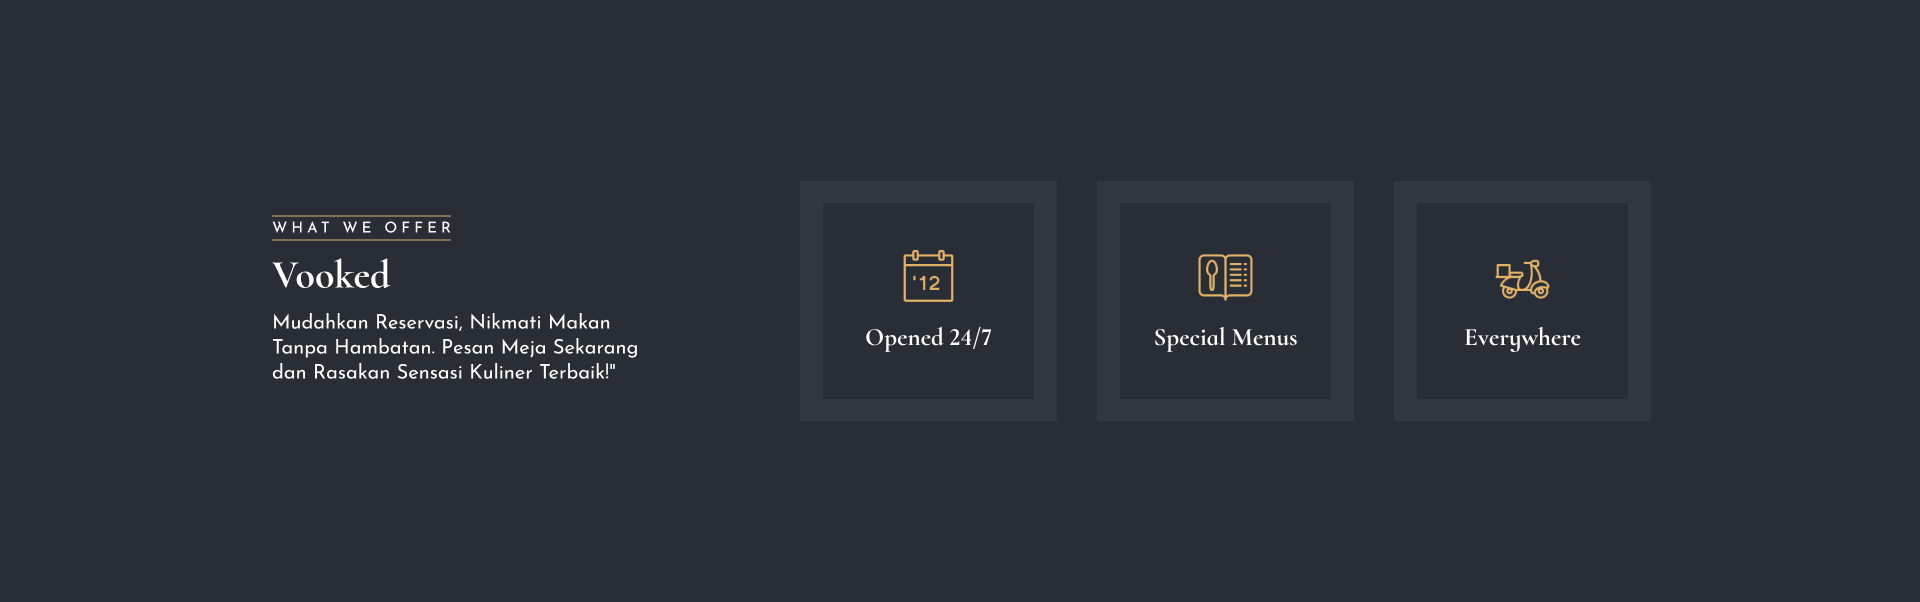 WHAT WE OFFER
Vooked
Mudahkan Reservasi, Nikmati Makan
Tanpa Hambatan. Pesan Meja Sekarang
dan Rasakan Sensasi Kuliner Terbaik!"
'12
Opened 24/7
Special Menus
Everywhere